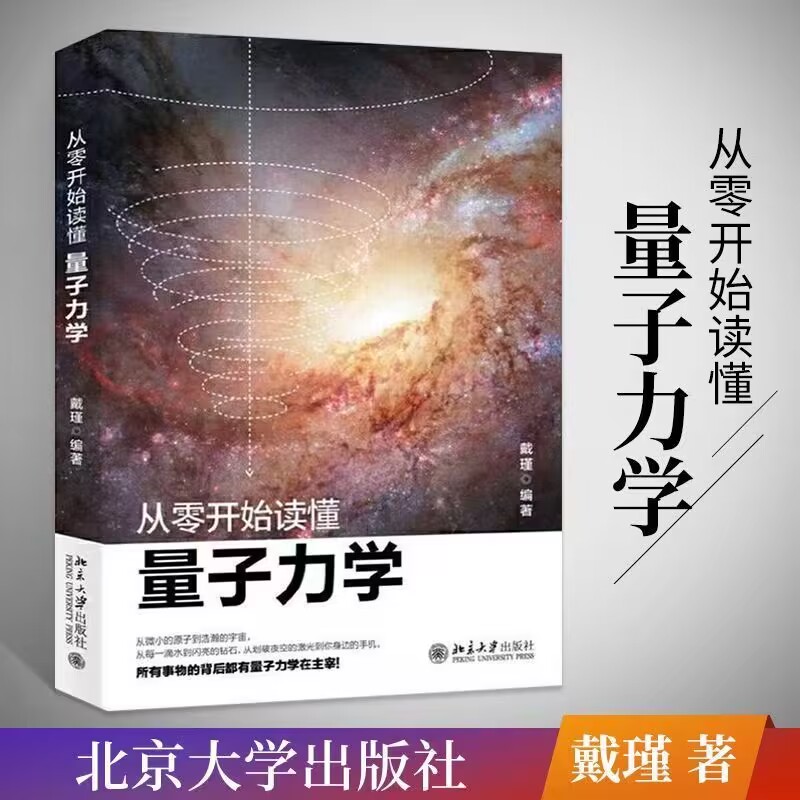 从零开始读懂
量子力学
戴瑾 编著
北京大学出版社
PEKING UNIVERSITY PRESS
戴瑾 编著
从零开始读懂
量子力学
从微小的原子到浩瀚的宇宙,
从每一滴水到闪亮的钻石,从划破夜空的激光到你身边的手机,
所有事物的背后都有量子力学在主宰!
北京大学出版社
PEKING UNIVERSITY PRESS
从零开始读懂
量子力学
北京大学出版社
戴瑾 著